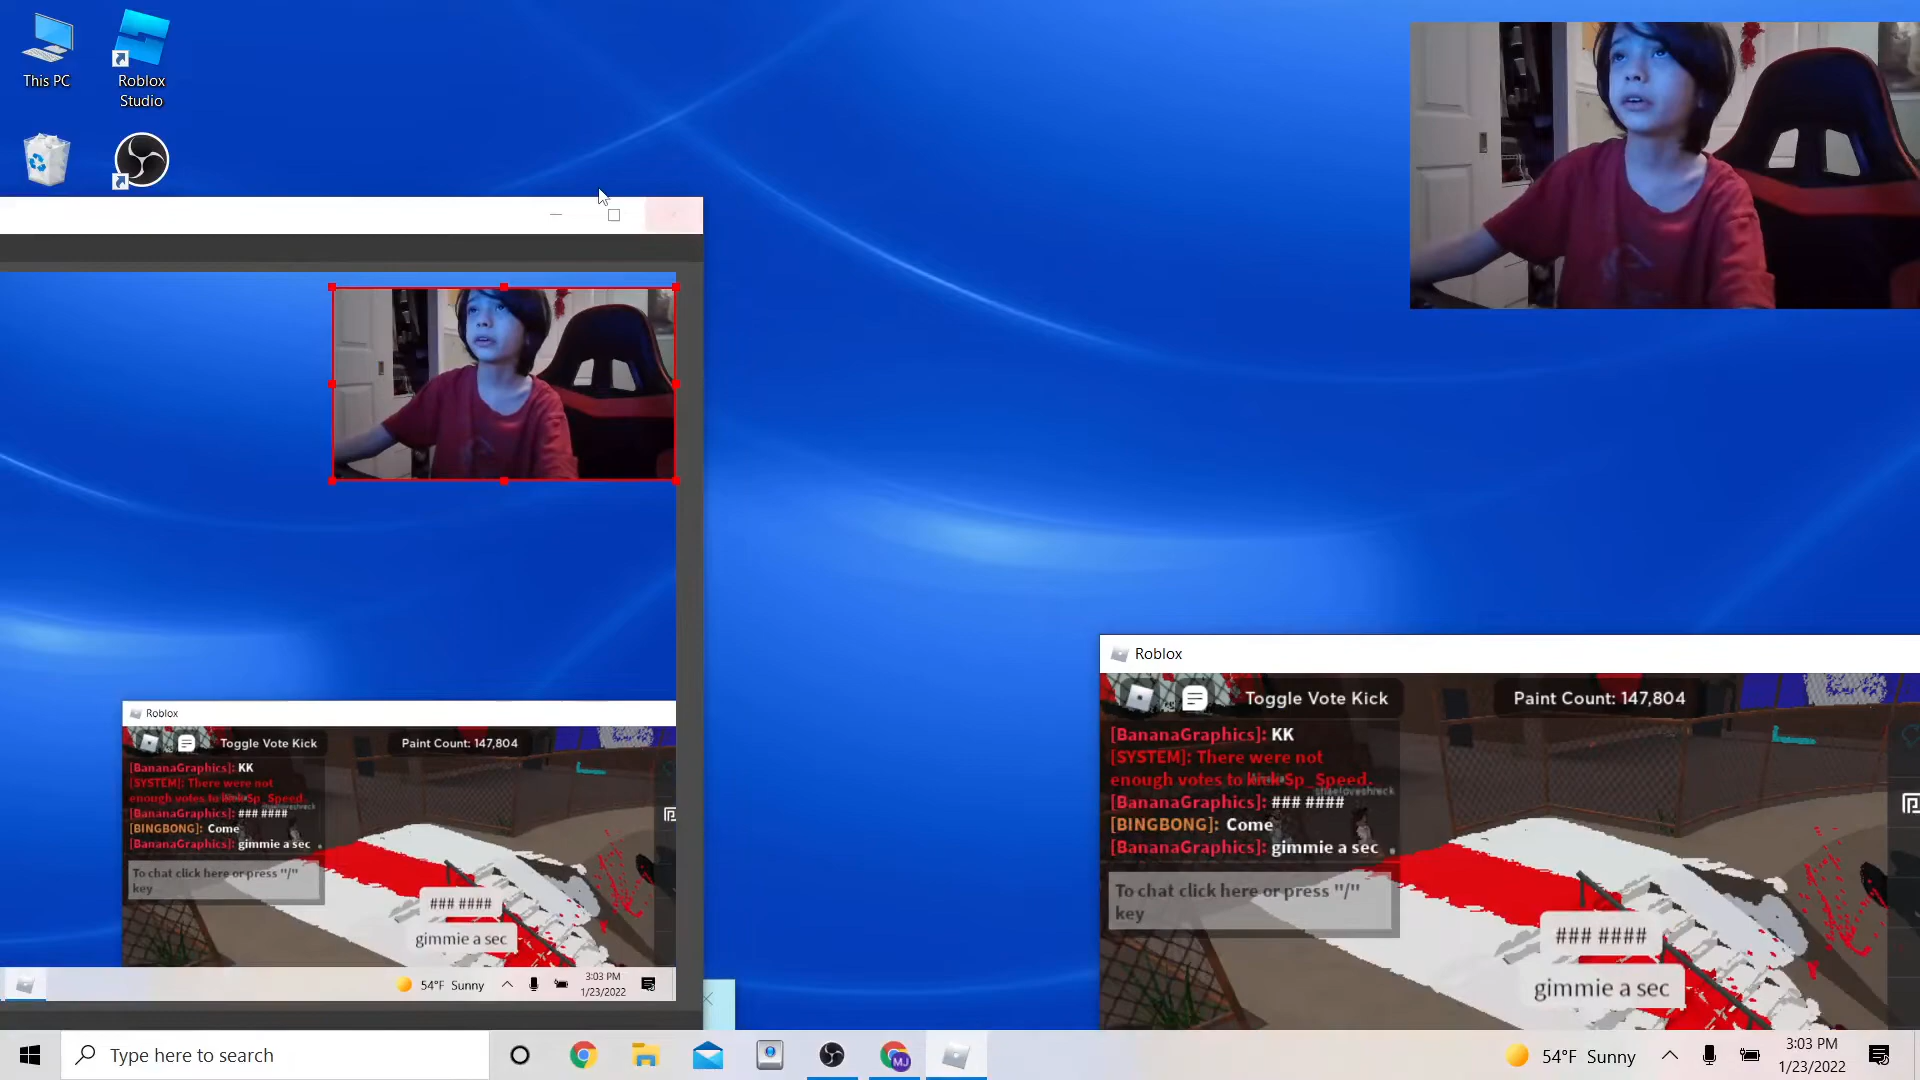 This PC
Roblox
Studio
Roblox
Toggle Vote Kick
Paint Count: 147,804
[BananaGraphics]: KK
[SYSTEM]: There were not
enough votes to kick Sp_Speed.
[BananaGraphics]: ### ####
[BINGBONG]: Come
[BananaGraphics]: gimmie a sec
To chat click here or press "/"
key
### ####
gimmie a sec
54°F Sunny
3:03 PM
1/23/2022
Roblox
Toggle Vote Kick
Paint Count: 147,804
[BananaGraphics]: KK
[SYSTEM]: There were not
enough votes to kick Sp_Speed.
[BananaGraphics]: ### ####
[BINGBONG]: Come
[BananaGraphics]: gimmie a sec
To chat click here or press "/"
key
### ####
gimmie a sec
Type here to search
MJ
54°F Sunny
3:03 PM
1/23/2022